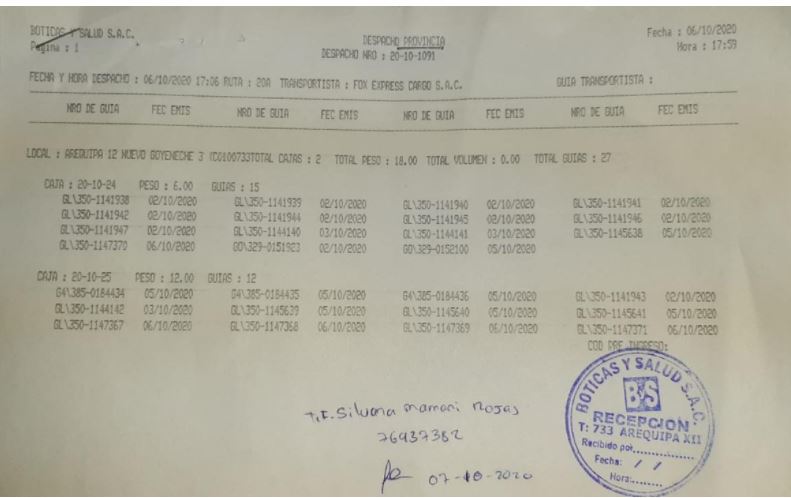 BOTICAS Y SALUD S.A.C.
Pagina : 1
DESPACHO PROVINCIA
DESPACHO NRO : 20-10-1091
Fecha : 06/10/2020
Hora : 17:59
FECHA Y HORA DESPACHO : 06/10/2020 17:06 RUTA : 20A TRANSPORTISTA : FOX EXPRESS CARGO S.A.C. GUIA TRANSPORTISTA :
NRO DE GUIA FEC EMIS NRO DE GUIA FEC EMIS NRO DE GUIA FEC EMIS NRO DE GUIA FEC EMIS
LOCAL : AREQUIPA 12 NUEVO GOYENECHE 3 (C0100733TOTAL CAJAS : 2 TOTAL PESO : 18.00 TOTAL VOLUMEN : 0.00 TOTAL GUIAS : 27
CAJA : 20-10-24 PESO : 6.00 GUIAS : 15
GL\350-1141938 02/10/2020 GL\350-1141939 02/10/2020 GL\350-1141940 02/10/2020 GL\350-1141941 02/10/2020
GL\350-1141942 02/10/2020 GL\350-1141944 02/10/2020 GL\350-1141945 02/10/2020 GL\350-1141946 02/10/2020
GL\350-1141947 02/10/2020 GL\350-1144140 03/10/2020 GL\350-1144141 03/10/2020 GL\350-1145638 05/10/2020
GL\350-1147370 06/10/2020 GO\329-0151923 02/10/2020 GO\329-0152100 05/10/2020
CAJA : 20-10-25 PESO : 12.00 GUIAS : 12
G4\385-0184434 05/10/2020 G4\385-0184435 05/10/2020 G4\385-0184436 05/10/2020 GL\350-1141943 02/10/2020
GL\350-1144142 03/10/2020 GL\350-1145639 05/10/2020 GL\350-1145640 05/10/2020 GL\350-1145641 05/10/2020
GL\350-1147367 06/10/2020 GL\350-1147368 06/10/2020 GL\350-1147369 06/10/2020 GL\350-1147371 06/10/2020
COD PRE INGRESO:
BOTICAS Y SALUD S.A.C.
BS
RECEPCION
T: 733 AREQUIPA XII
Recibido por..............
Fecha: / /
Hora:........
T.F. Silvana mamani Rojas
76937382
07-10-2020